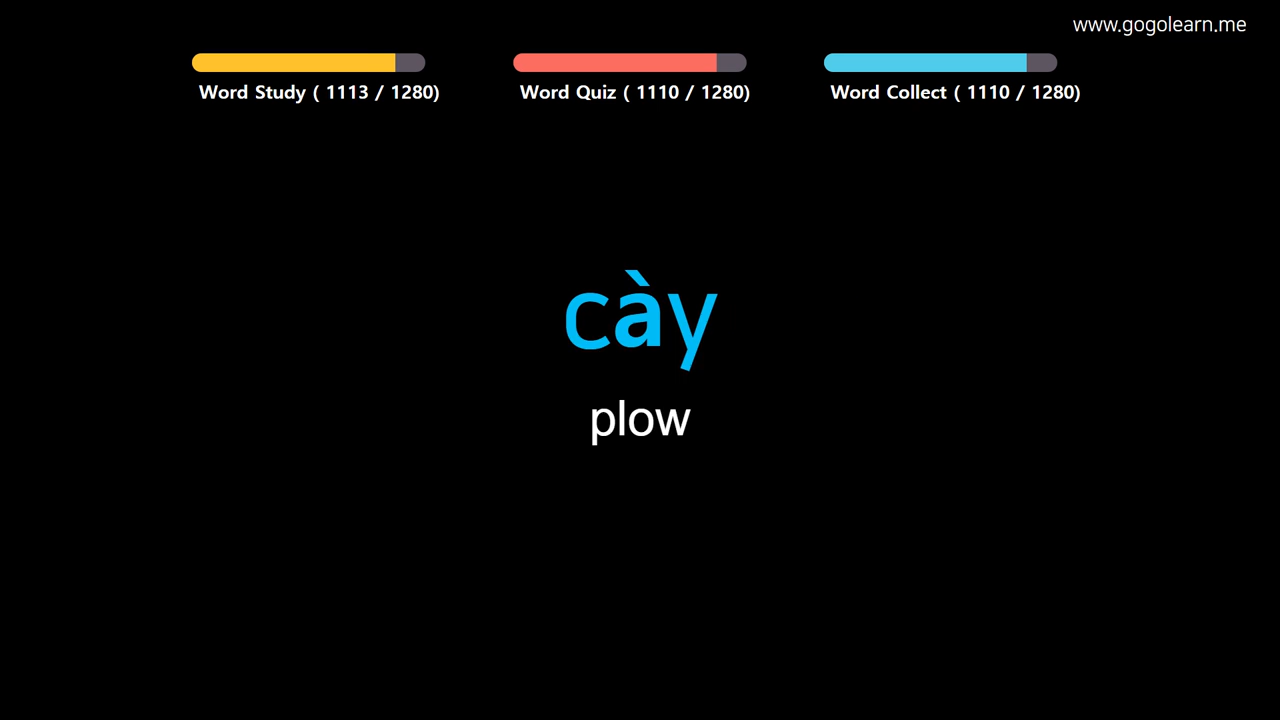 www.gogolearn.me
Word Study ( 1113 / 1280)
Word Quiz ( 1110 / 1280)
Word Collect ( 1110 / 1280)
cày
plow